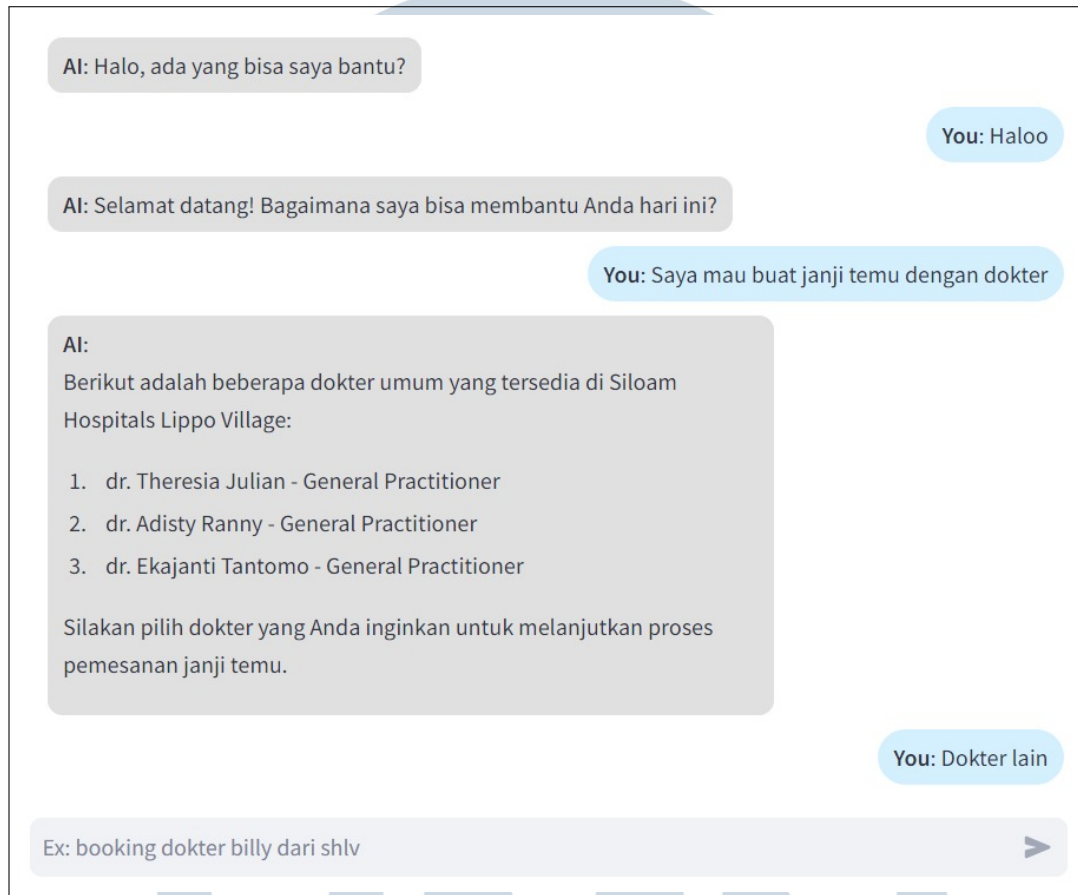 AI: Halo, ada yang bisa saya bantu?
You: Haloo
AI: Selamat datang! Bagaimana saya bisa membantu Anda hari ini?
You: Saya mau buat janji temu dengan dokter
AI:
Berikut adalah beberapa dokter umum yang tersedia di Siloam
Hospitals Lippo Village:
1. dr. Theresia Julian - General Practitioner
2. dr. Adisty Ranny - General Practitioner
3. dr. Ekajanti Tantomo - General Practitioner
Silakan pilih dokter yang Anda inginkan untuk melanjutkan proses
pemesanan janji temu.
You: Dokter lain
Ex: booking dokter billy dari shlv